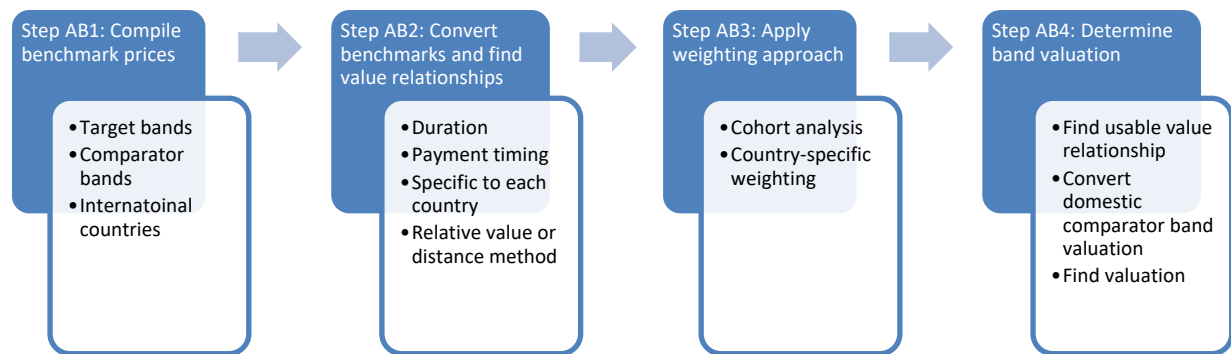 Step AB1: Compile
benchmark prices
•Target bands
•Comparator
bands
•Internatoinal
countries
Step AB2: Convert
benchmarks and find
value relationships
•Duration
•Payment timing
•Specific to each
country
•Relative value or
distance method
Step AB3: Apply
weighting approach
•Cohort analysis
•Country-specific
weighting
Step AB4: Determine
band valuation
•Find usable value
relationship
•Convert
domestic
comparator band
valuation
•Find valuation